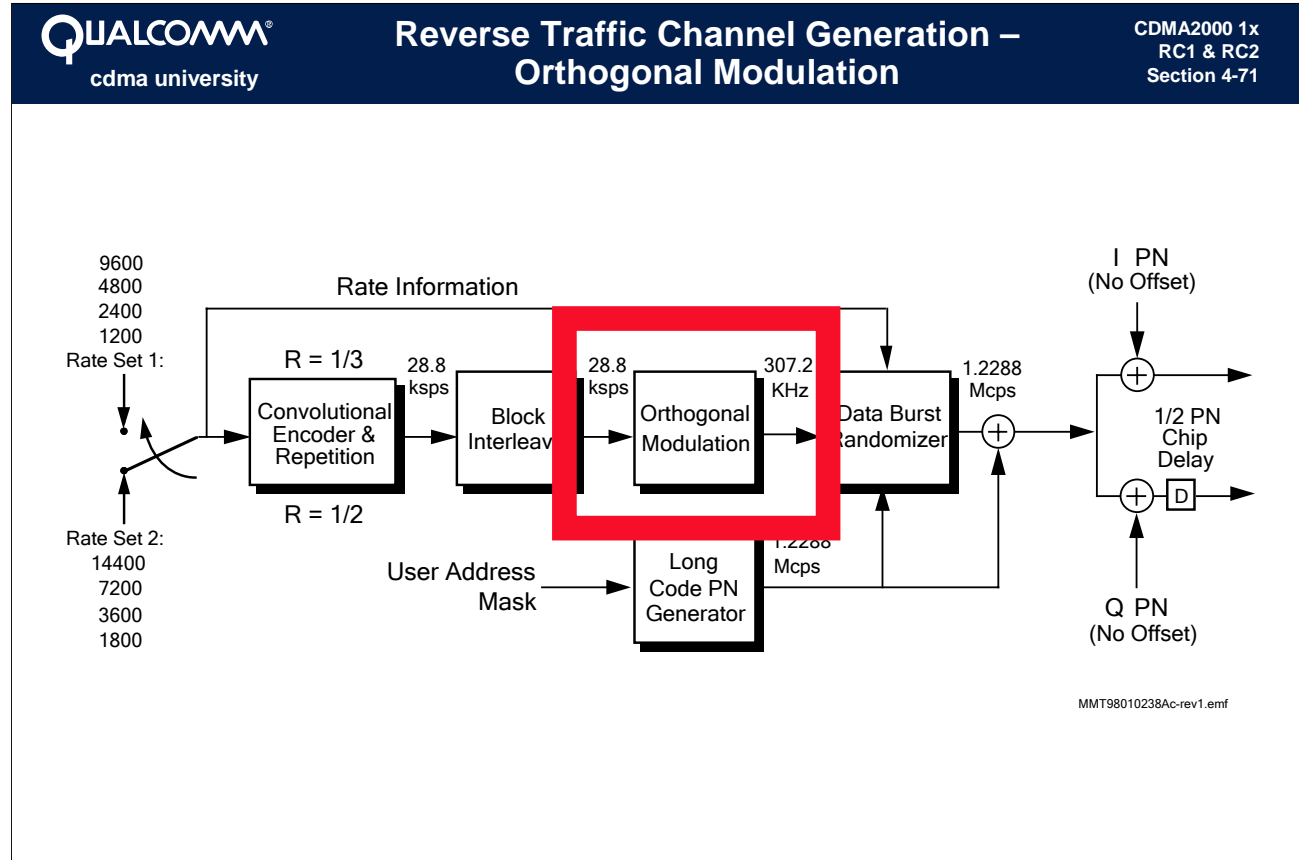 QUALCOMM®
cdma university
Reverse Traffic Channel Generation –
Orthogonal Modulation
CDMA2000 1x
RC1 & RC2
Section 4-71
9600
4800
2400
1200
Rate Set 1:
Rate Information
R = 1/3
Convolutional
Encoder &
Repetition
R = 1/2
28.8
ksps
Block
Interleav
28.8
ksps
Orthogonal
Modulation
307.2
KHz
Data Burst
Randomizer
1.2288
Mcps
I PN
(No Offset)
1/2 PN
Chip
Delay
D
Q PN
(No Offset)
Rate Set 2:
14400
7200
3600
1800
User Address
Mask
Long
Code PN
Generator
1.2288
Mcps
MMT98010238Ac-rev1.emf